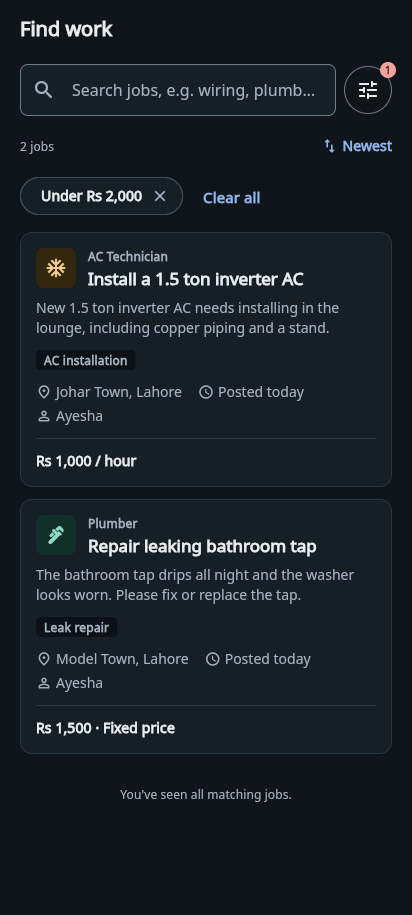 Find work
Search jobs, e.g. wiring, plumb...
1
2 jobs
Newest
Under Rs 2,000
Clear all
AC Technician
Install a 1.5 ton inverter AC
New 1.5 ton inverter AC needs installing in the
lounge, including copper piping and a stand.
AC installation
Johar Town, Lahore
Posted today
Ayesha
Rs 1,000 / hour
Plumber
Repair leaking bathroom tap
The bathroom tap drips all night and the washer
looks worn. Please fix or replace the tap.
Leak repair
Model Town, Lahore
Posted today
Ayesha
Rs 1,500 · Fixed price
You've seen all matching jobs.